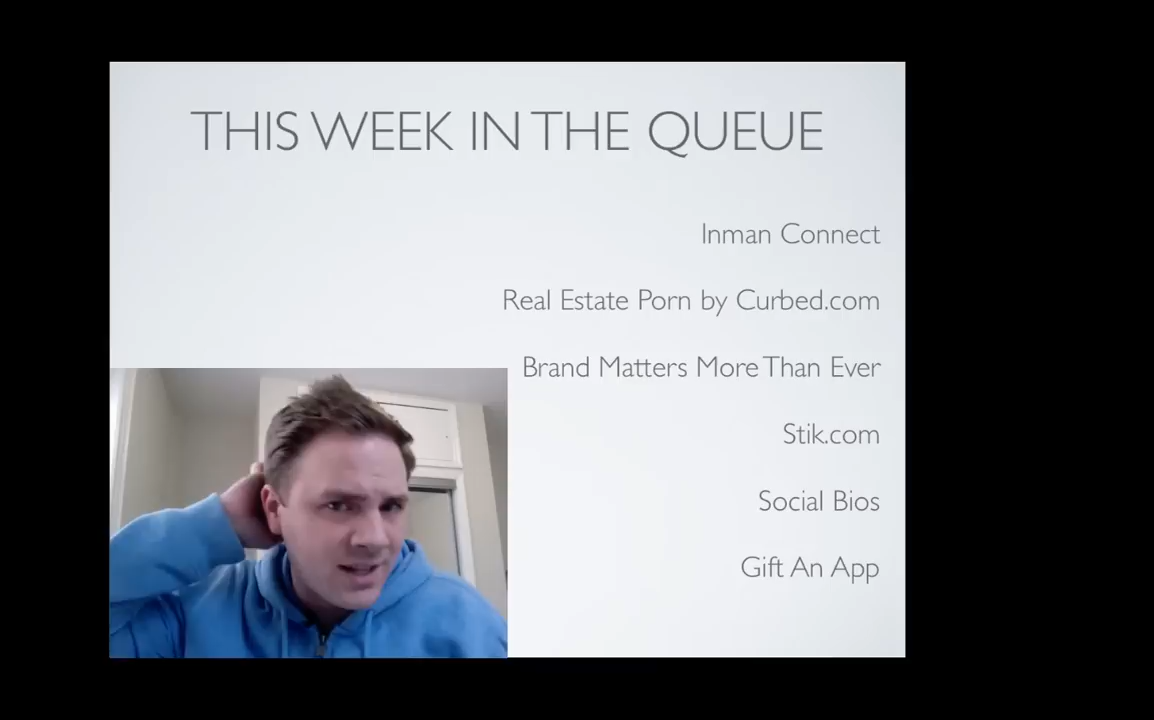 THIS WEEK IN THE QUEUE
Inman Connect
Real Estate Porn by Curbed.com
Brand Matters More Than Ever
Stik.com
Social Bios
Gift An App